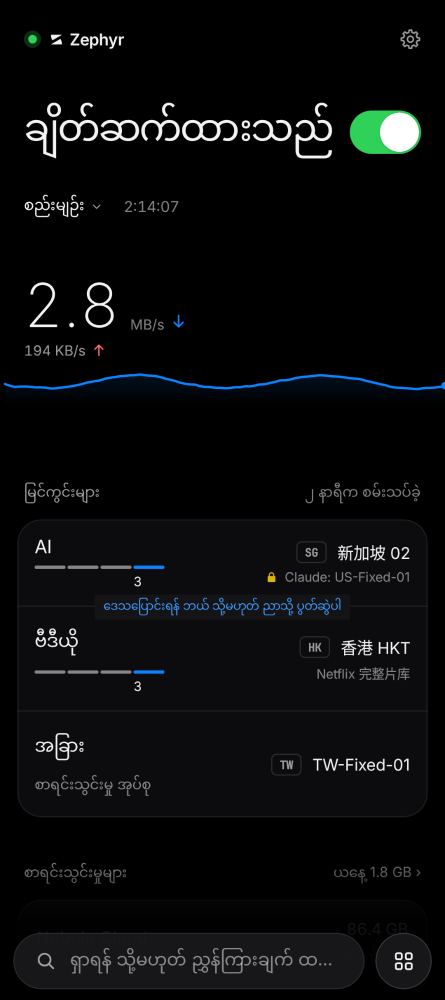 Zephyr
ချိတ်ဆက်ထားသည်
စည်းမျဉ်း 2:14:07
2.8 MB/s ↓
194 KB/s ↑
မြင်ကွင်းများ ၂ နာရီက စမ်းသပ်ခဲ့
AI SG 新加坡 02
3 Claude: US-Fixed-01
ဒေသပြောင်းရန် ဘယ် သို့မဟုတ် ညာသို့ ပွတ်ဆွဲပါ
ဗီဒီယို HK 香港 HKT
3 Netflix 完整片库
အခြား TW TW-Fixed-01
စာရင်းသွင်းမှု အုပ်စု
စာရင်းသွင်းမှုများ ယနေ့ 1.8 GB ›
86.4 GB
ရှာရန် သို့မဟုတ် ညွှန်ကြားချက် ထ...